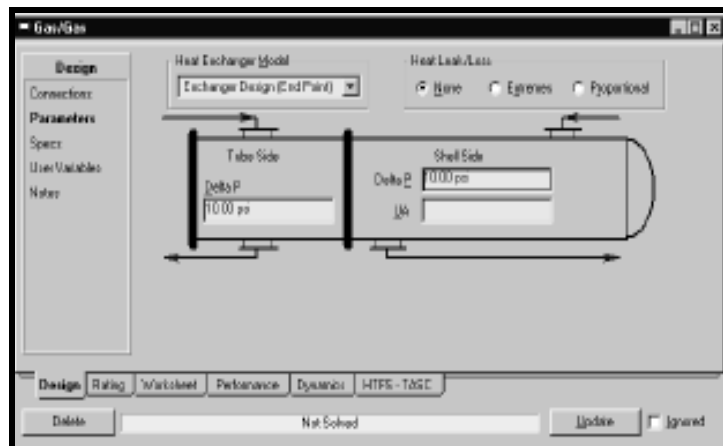 Gas/Gas
Design
Connections
Parameters
Specs
User Variables
Notes
Heat Exchanger Model
Exchanger Design (End Point)
Heat Leak/Loss
None
Extremes
Proportional
Tube Side
Delta P
10.00 psi
Shell Side
Delta P
10.00 psi
UA
Design
Rating
Worksheet
Performance
Dynamics
HTFS - TASC
Delete
Not Solved
Update
Ignored